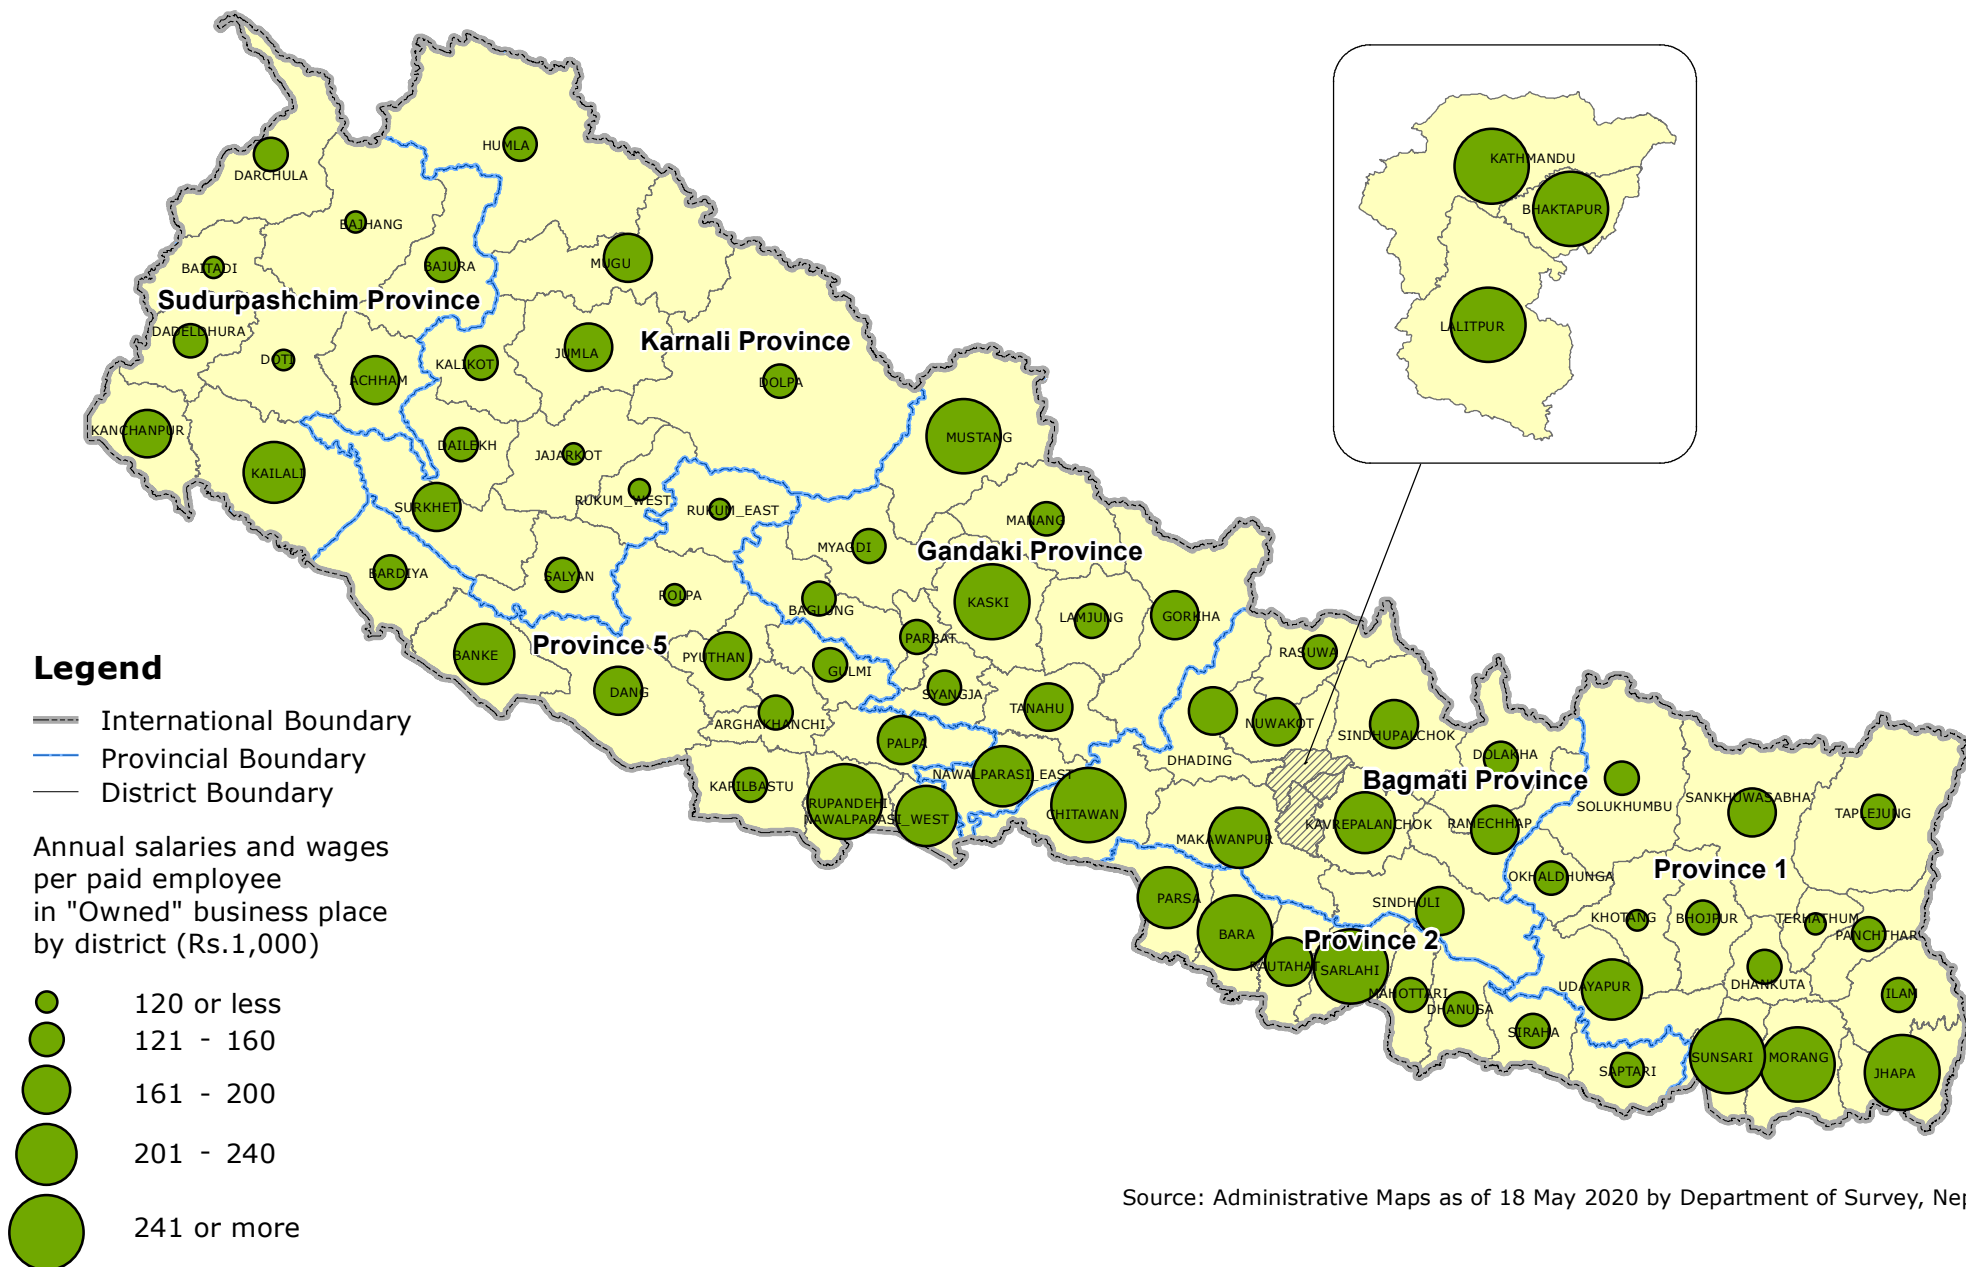 HUMLA
DARCHULA
BAJHANG
BAITADI
BAJURA
MUGU
Sudurpashchim Province
DADELDHURA
DOTI
ACHHAM
KALIKOT
JUMLA
Karnali Province
DOLPA
KANCHANPUR
KAILALI
DAILEKH
JAJARKOT
MUSTANG
SURKHET
RUKUM_WEST
RUKUM_EAST
MANANG
MYAGDI
Gandaki Province
BARDIYA
SALYAN
ROLPA
BAGLUNG
KASKI
LAMJUNG
GORKHA
BANKE
Province 5
PYUTHAN
GULMI
PARBAT
SYANGJA
DANG
ARGHAKHANCHI
TANAHU
PALPA
KAPILBASTU
RUPANDEHI
NAWALPARASI_WEST
NAWALPARASI_EAST
CHITAWAN
KATHMANDU
BHAKTAPUR
LALITPUR
RASUWA
NUWAKOT
DHADING
SINDHUPALCHOK
DOLAKHA
Bagmati Province
MAKAWANPUR
KAVREPALANCHOK
RAMECHHAP
SINDHULI
PARSA
BARA
RAUTAHAT
Province 2
SARLAHI
MAHOTTARI
DHANUSA
SIRAHA
SAPTARI
SOLUKHUMBU
SANKHUWASABHA
TAPLEJUNG
OKHALDHUNGA
Province 1
KHOTANG
BHOJPUR
TERHATHUM
PANCHTHAR
UDAYAPUR
DHANKUTA
ILAM
SUNSARI
MORANG
JHAPA
Legend
International Boundary
Provincial Boundary
District Boundary
Annual salaries and wages
per paid employee
in "Owned" business place
by district (Rs.1,000)
120 or less
121 - 160
161 - 200
201 - 240
241 or more
Source: Administrative Maps as of 18 May 2020 by Department of Survey, Nep